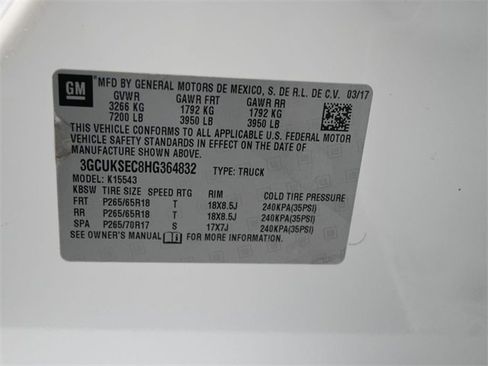 GM MFD BY GENERAL MOTORS DE MEXICO, S. DE R.L. DE C.V. 03/17
GVWR GAWR FRT GAWR RR
3266 KG 1792 KG 1792 KG
7200 LB 3950 LB 3950 LB
THIS VEHICLE CONFORMS TO ALL APPLICABLE U.S. FEDERAL MOTOR
VEHICLE SAFETY STANDARDS IN EFFECT ON THE DATE OF
MANUFACTURE SHOWN ABOVE.
3GCUKSEC8HG364832 TYPE: TRUCK
MODEL: K15543
KBSW TIRE SIZE SPEED RTG RIM COLD TIRE PRESSURE
FRT P265/65R18 T 18X8.5J 240KPA(35PSI)
RR P265/65R18 T 18X8.5J 240KPA(35PSI)
SPA P265/70R17 S 17X7J 240KPA(35PSI)
SEE OWNER'S MANUAL FOR MORE INFORMATION.